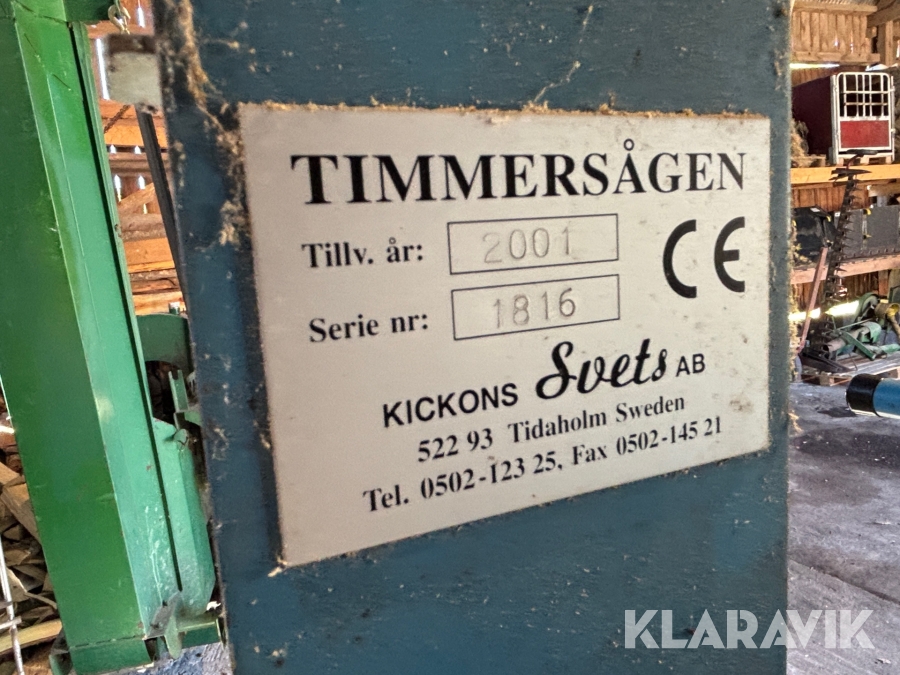 TIMMERSÅGEN
Tillv. år: 2001
CE
Serie nr: 1816
KICKONS Svets AB
522 93 Tidaholm Sweden
Tel. 0502-123 25, Fax 0502-145 21
KLARAVIK